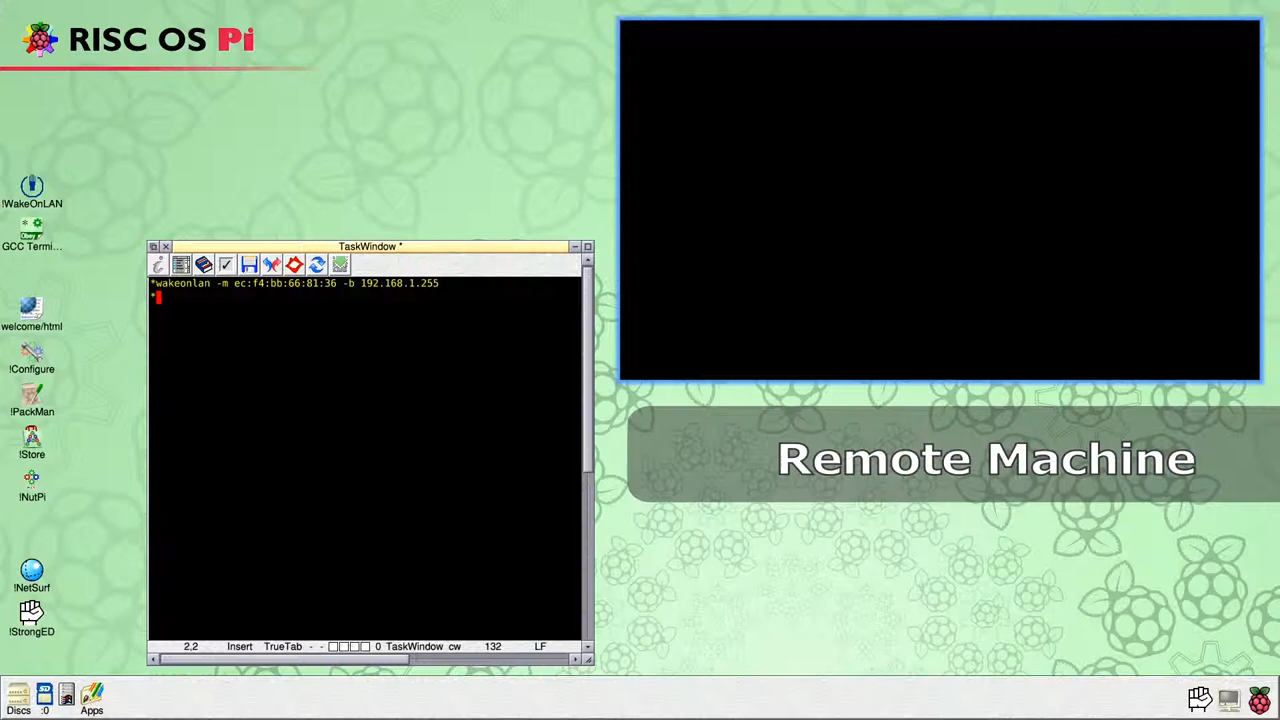 RISC OS Pi
!WakeOnLAN
GCC Termi...
welcome/html
!Configure
!PackMan
!Store
!NutPi
!NetSurf
!StrongED
TaskWindow *
*wakeonlan -m ec:f4:bb:66:81:36 -b 192.168.1.255
*
2,2 Insert TrueTab - - 0 TaskWindow cw 132 LF
Remote Machine
Discs :0 Apps